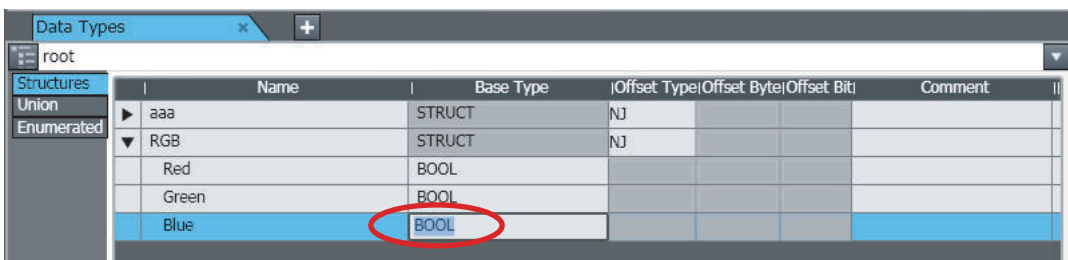 Data Types × +
root
Structures
Union
Enumerated
Name Base Type Offset Type Offset Byte Offset Bit Comment
aaa STRUCT NJ
RGB STRUCT NJ
Red BOOL
Green BOOL
Blue BOOL